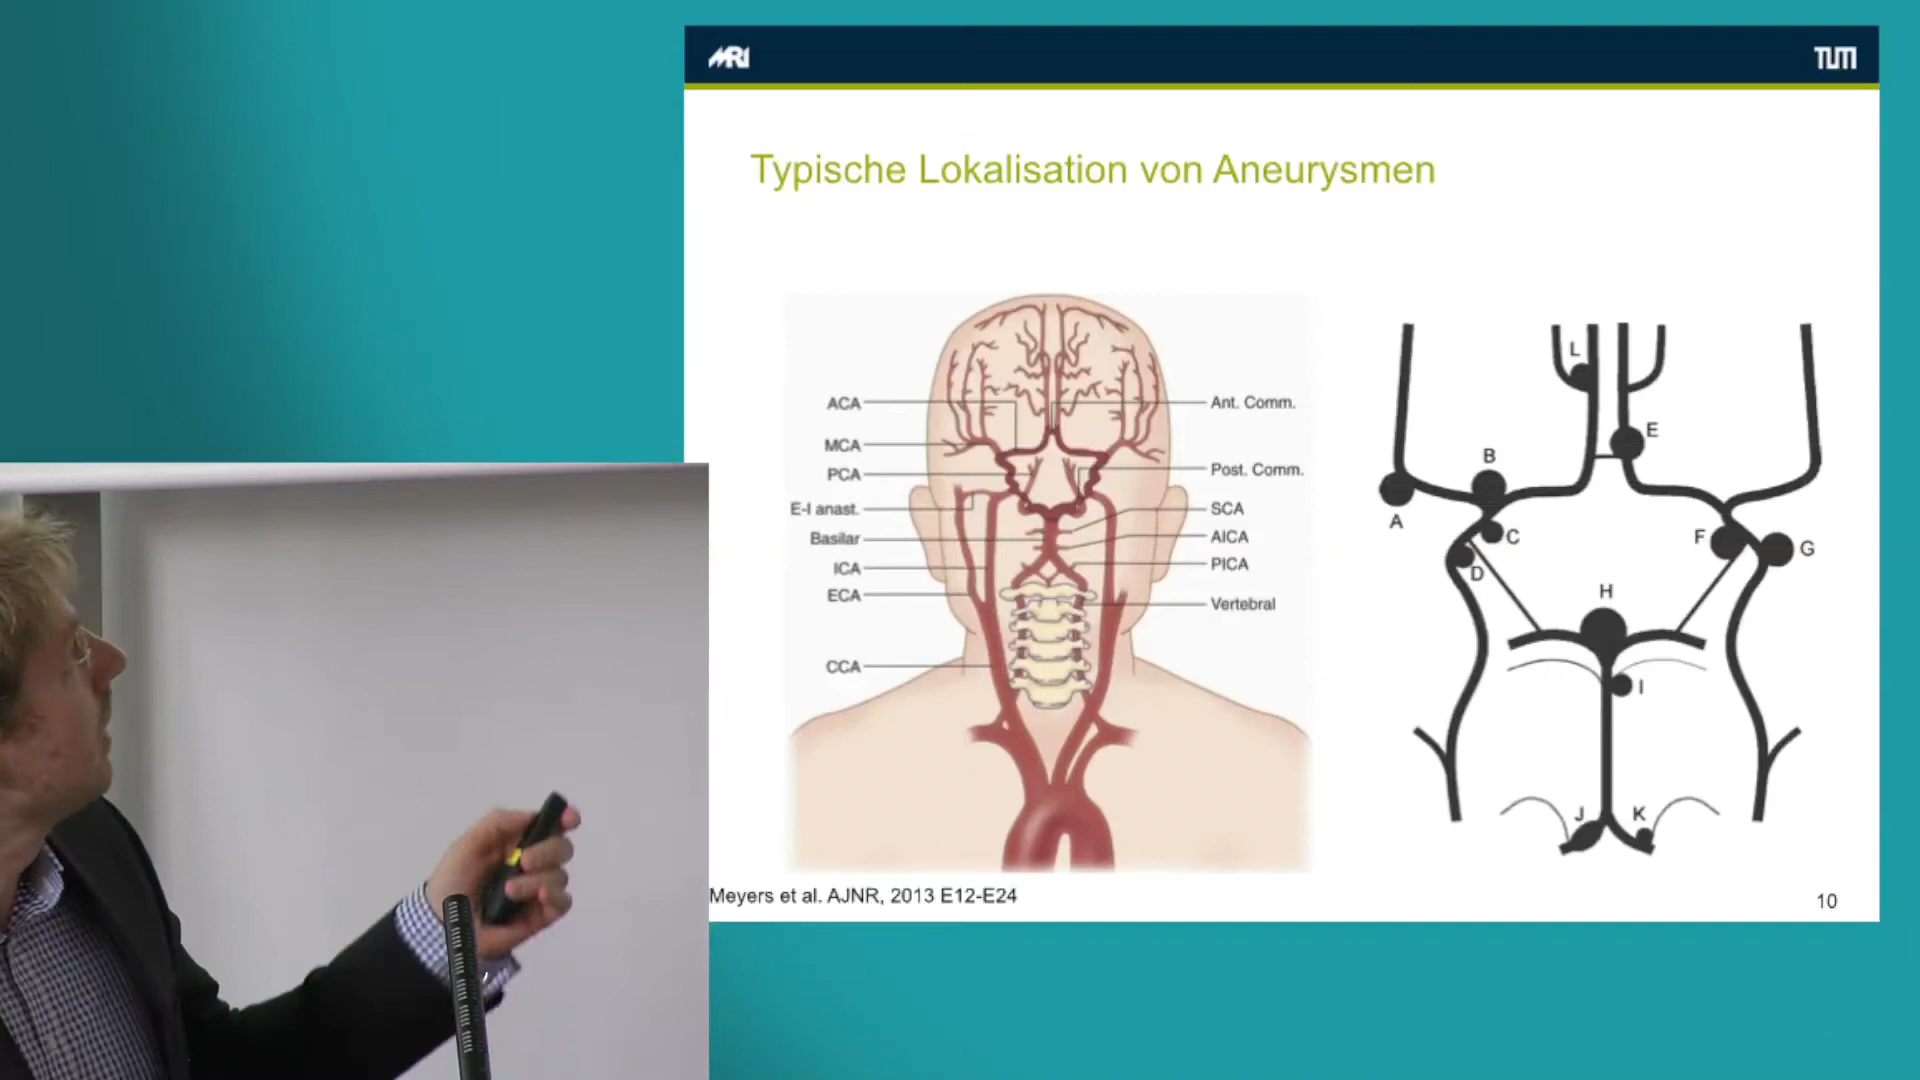 MRI
TUM
Typische Lokalisation von Aneurysmen
ACA
MCA
PCA
E-I anast.
Basilar
ICA
ECA
CCA
Ant. Comm.
Post. Comm.
SCA
AICA
PICA
Vertebral
L
E
B
A
C
D
F
G
H
I
J
K
Meyers et al. AJNR, 2013 E12-E24
10